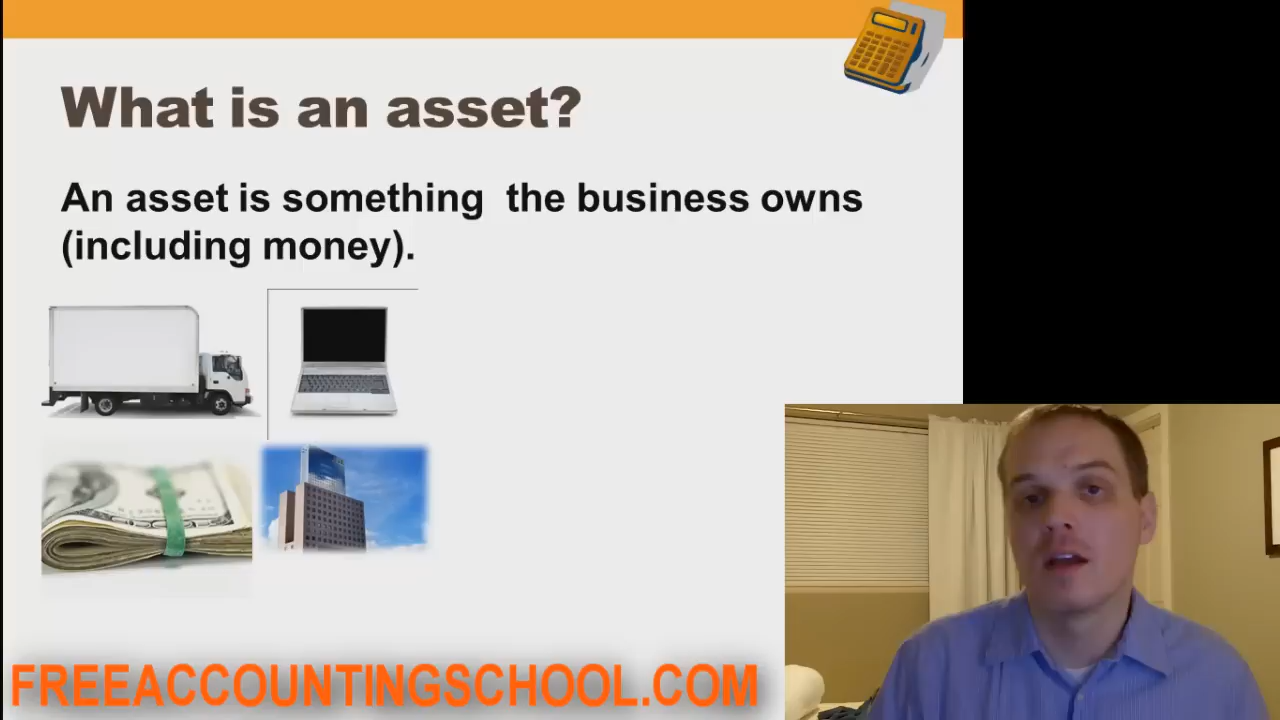 What is an asset?
An asset is something the business owns
(including money).
FREEACCOUNTINGSCHOOL.COM